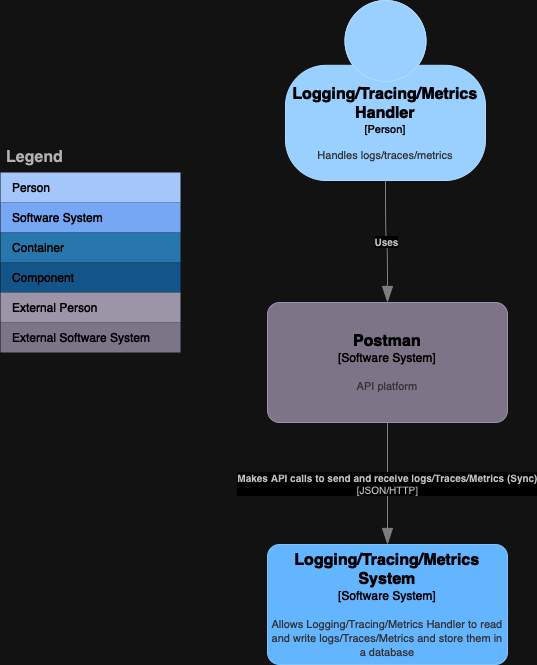 Logging/Tracing/Metrics
Handler
[Person]
Handles logs/traces/metrics
Legend
Person
Software System
Container
Component
External Person
External Software System
Uses
Postman
[Software System]
API platform
Makes API calls to send and receive logs/Traces/Metrics (Sync)
[JSON/HTTP]
Logging/Tracing/Metrics
System
[Software System]
Allows Logging/Tracing/Metrics Handler to read
and write logs/Traces/Metrics and store them in
a database